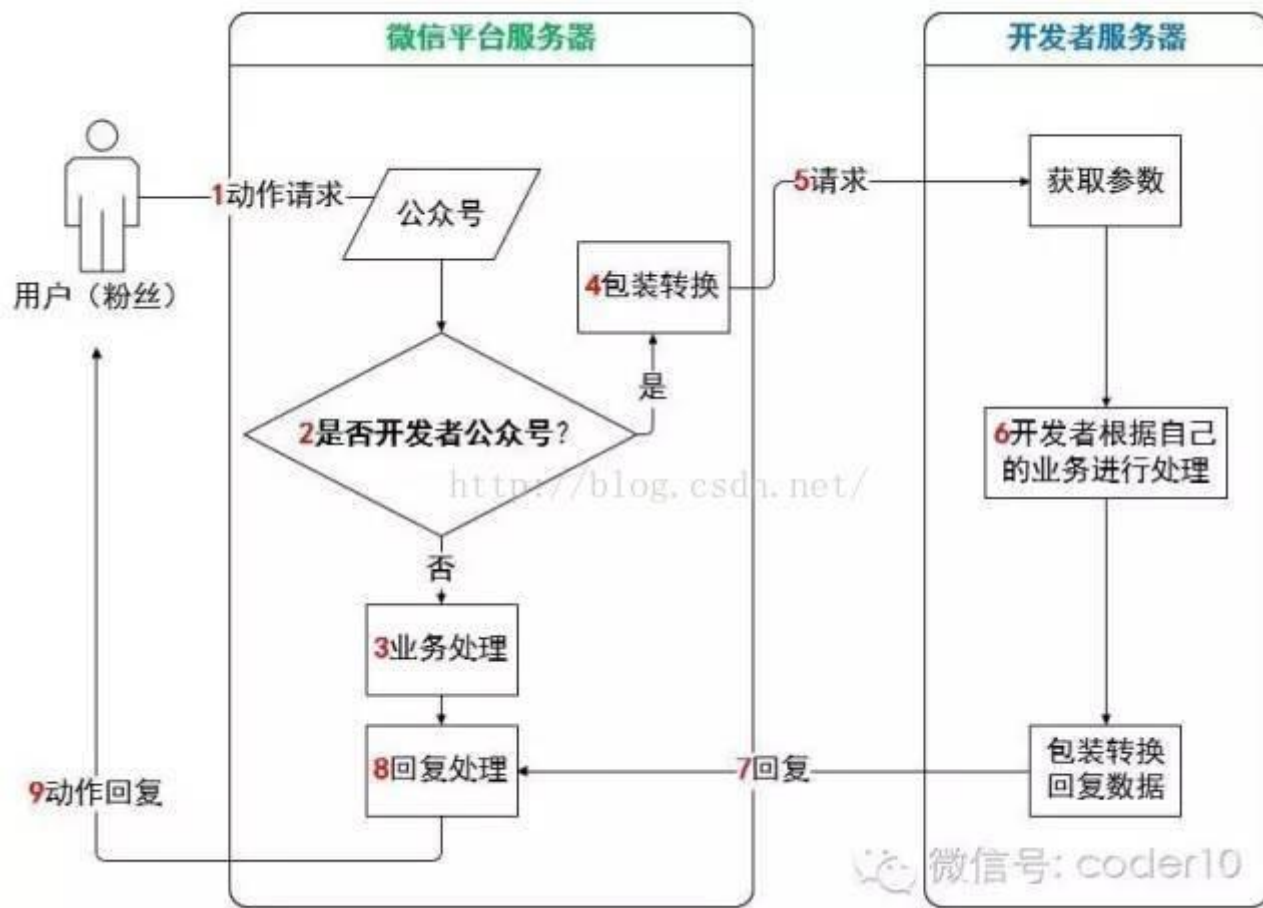 微信平台服务器
开发者服务器
1动作请求
公众号
5请求
获取参数
用户（粉丝）
4包装转换
是
2是否开发者公众号？
6开发者根据自己
的业务进行处理
http://blog.csdn.net/
否
3业务处理
8回复处理
7回复
包装转换
回复数据
9动作回复
微信号: coder10